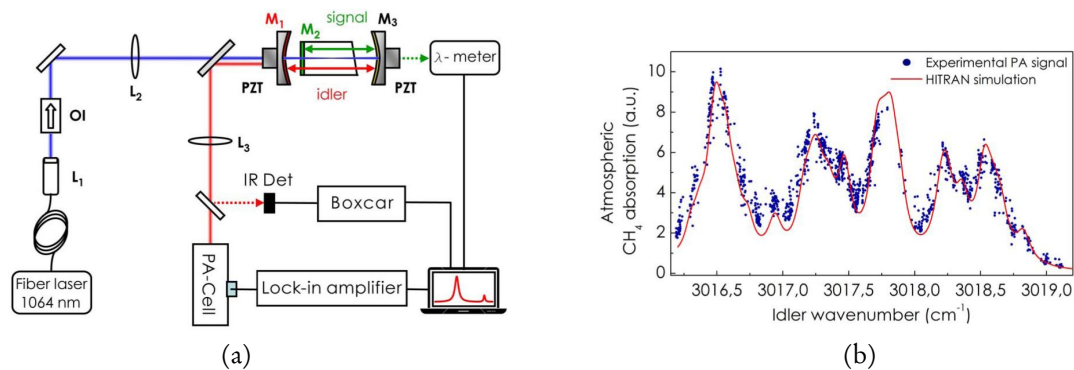 M1
M2
signal
M3
λ- meter
PZT
idler
PZT
L2
OI
L3
L1
IR Det
Boxcar
PA-Cell
Lock-in amplifier
Fiber laser
1064 nm
(a)
Atmospheric
CH4 absorption (a.u.)
10
8
6
4
2
0
Experimental PA signal
HITRAN simulation
3016,5 3017,0 3017,5 3018,0 3018,5 3019,0
Idler wavenumber (cm-1)
(b)